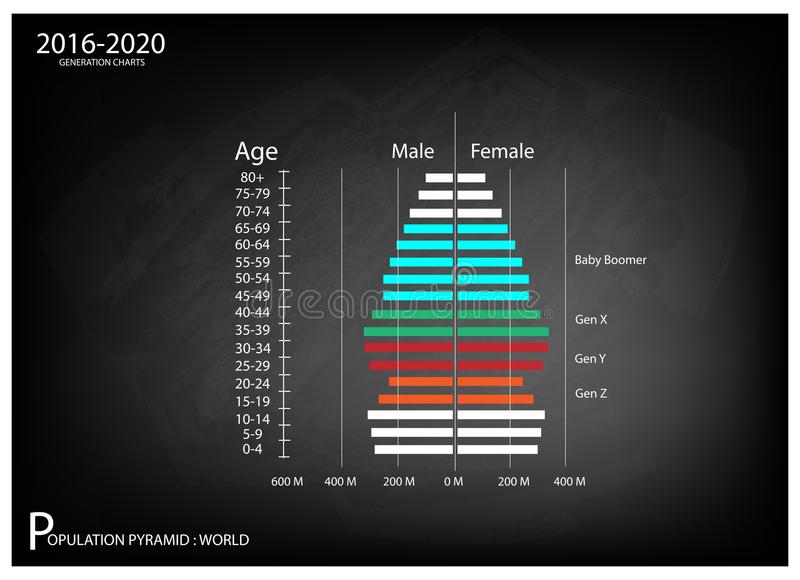 2016-2020
GENERATION CHARTS
Age Male Female
80+
75-79
70-74
65-69
60-64
55-59 Baby Boomer
50-54
45-49
40-44
Gen X
35-39
30-34
Gen Y
25-29
20-24
Gen Z
15-19
10-14
5-9
0-4
600 M 400 M 200 M 0 M 200 M 400 M
POPULATION PYRAMID : WORLD
dreamstime